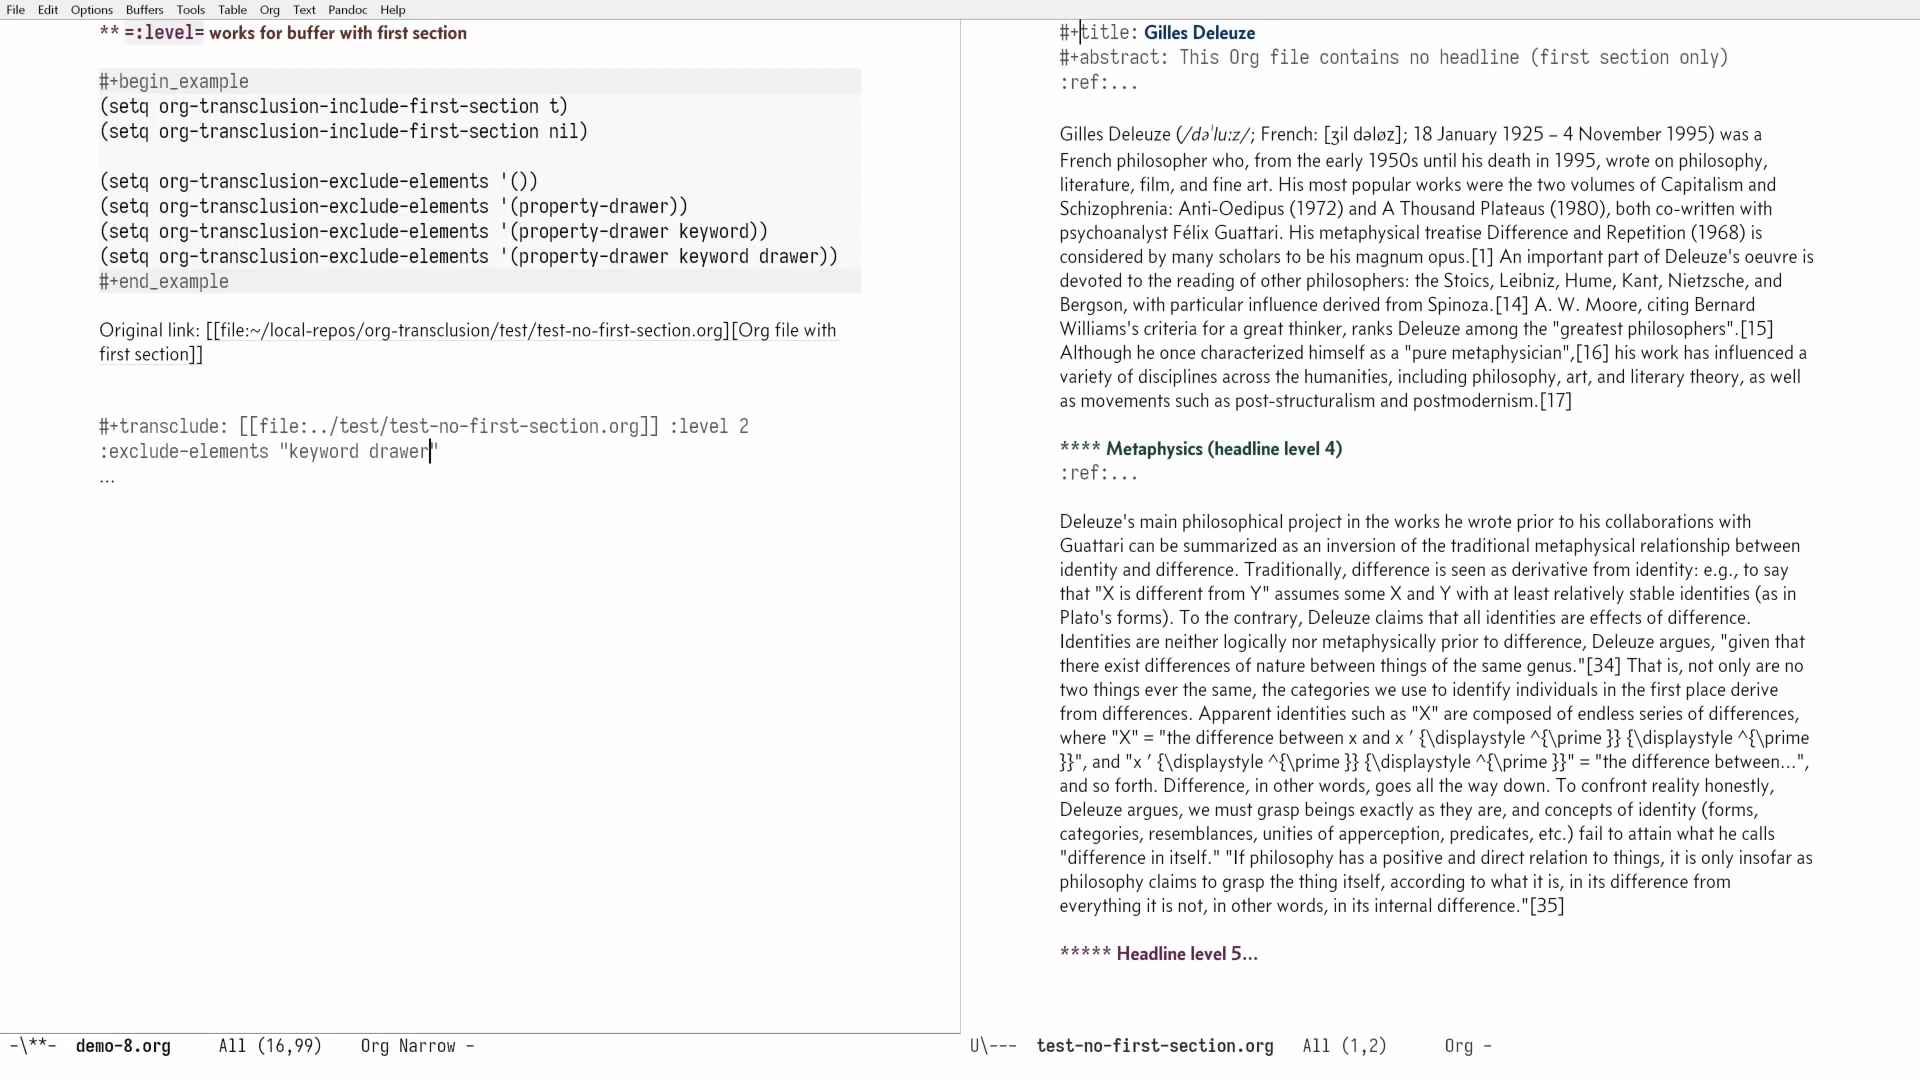 File Edit Options Buffers Tools Table Org Text Pandoc Help
** =:level= works for buffer with first section
#+begin_example
(setq org-transclusion-include-first-section t)
(setq org-transclusion-include-first-section nil)
(setq org-transclusion-exclude-elements '())
(setq org-transclusion-exclude-elements '(property-drawer))
(setq org-transclusion-exclude-elements '(property-drawer keyword))
(setq org-transclusion-exclude-elements '(property-drawer keyword drawer))
#+end_example
Original link: [[file:~/local-repos/org-transclusion/test/test-no-first-section.org][Org file with
first section]]
#+transclude: [[file:../test/test-no-first-section.org]] :level 2
:exclude-elements "keyword drawer"
...
-\**- demo-8.org All (16,99) Org Narrow -
#+title: Gilles Deleuze
#+abstract: This Org file contains no headline (first section only)
:ref:...
Gilles Deleuze (/dəˈluːz/; French: [ʒil dəløz]; 18 January 1925 – 4 November 1995) was a
French philosopher who, from the early 1950s until his death in 1995, wrote on philosophy,
literature, film, and fine art. His most popular works were the two volumes of Capitalism and
Schizophrenia: Anti-Oedipus (1972) and A Thousand Plateaus (1980), both co-written with
psychoanalyst Félix Guattari. His metaphysical treatise Difference and Repetition (1968) is
considered by many scholars to be his magnum opus.[1] An important part of Deleuze's oeuvre is
devoted to the reading of other philosophers: the Stoics, Leibniz, Hume, Kant, Nietzsche, and
Bergson, with particular influence derived from Spinoza.[14] A. W. Moore, citing Bernard
Williams's criteria for a great thinker, ranks Deleuze among the "greatest philosophers".[15]
Although he once characterized himself as a "pure metaphysician",[16] his work has influenced a
variety of disciplines across the humanities, including philosophy, art, and literary theory, as well
as movements such as post-structuralism and postmodernism.[17]
**** Metaphysics (headline level 4)
:ref:...
Deleuze's main philosophical project in the works he wrote prior to his collaborations with
Guattari can be summarized as an inversion of the traditional metaphysical relationship between
identity and difference. Traditionally, difference is seen as derivative from identity: e.g., to say
that "X is different from Y" assumes some X and Y with at least relatively stable identities (as in
Plato's forms). To the contrary, Deleuze claims that all identities are effects of difference.
Identities are neither logically nor metaphysically prior to difference, Deleuze argues, "given that
there exist differences of nature between things of the same genus."[34] That is, not only are no
two things ever the same, the categories we use to identify individuals in the first place derive
from differences. Apparent identities such as "X" are composed of endless series of differences,
where "X" = "the difference between x and x ′ {\displaystyle ^{\prime }} {\displaystyle ^{\prime
}}", and "x ′ {\displaystyle ^{\prime }} {\displaystyle ^{\prime }}" = "the difference between...",
and so forth. Difference, in other words, goes all the way down. To confront reality honestly,
Deleuze argues, we must grasp beings exactly as they are, and concepts of identity (forms,
categories, resemblances, unities of apperception, predicates, etc.) fail to attain what he calls
"difference in itself." "If philosophy has a positive and direct relation to things, it is only insofar as
philosophy claims to grasp the thing itself, according to what it is, in its difference from
everything it is not, in other words, in its internal difference."[35]
***** Headline level 5...
U\--- test-no-first-section.org All (1,2) Org -